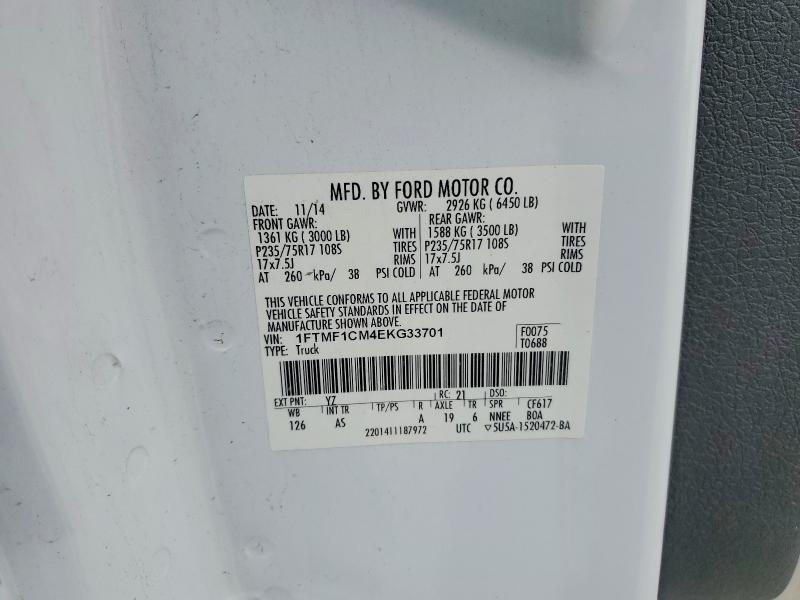 MFD. BY FORD MOTOR CO.
DATE: 11/14 GVWR: 2926 KG ( 6450 LB)
FRONT GAWR: REAR GAWR:
1361 KG ( 3000 LB) WITH 1588 KG ( 3500 LB) WITH
P235/75R17 108S TIRES P235/75R17 108S TIRES
17x7.5J RIMS 17x7.5J RIMS
AT 260 kPa/ 38 PSI COLD AT 260 kPa/ 38 PSI COLD
THIS VEHICLE CONFORMS TO ALL APPLICABLE FEDERAL MOTOR
VEHICLE SAFETY STANDARDS IN EFFECT ON THE DATE OF
MANUFACTURE SHOWN ABOVE.
VIN: 1FTMF1CM4EKG33701 F0075
TYPE: Truck T0688
EXT PNT: YZ RC: 21 DSO:
WB INT TR TP/PS R AXLE TR SPR CF617
126 AS A 19 6 NNEE BOA
2201411187972 UTC ▽5U5A-1520472-BA